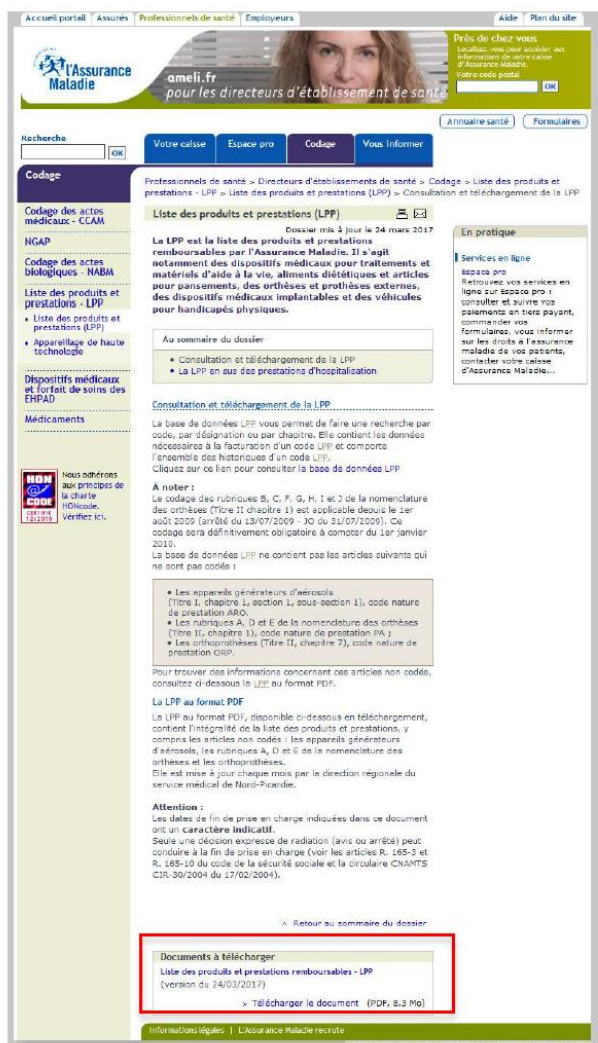 Accueil portail Assurés Professionnels de santé Employeurs Aide Plan du site
l'Assurance
Maladie
ameli.fr
pour les directeurs d'établissement de santé
Près de chez vous
Localisez vous pour accéder aux
informations de votre caisse
d'Assurance Maladie.
Votre code postal
OK
Annuaire santé Formulaires
Recherche
OK
Votre caisse Espace pro Codage Vous informer
Codage
Codage des actes
médicaux - CCAM
NGAP
Codage des actes
biologiques - NABM
Liste des produits et
prestations - LPP
• Liste des produits et
prestations (LPP)
• Appareillage de haute
technologie
Dispositifs médicaux
et forfait de soins des
EHPAD
Médicaments
HON
CODE
CERTIFIÉ
12/2010
Nous adhérons
aux principes de
la charte
HONcode.
Vérifiez ici.
Professionnels de santé > Directeurs d'établissements de santé > Codage > Liste des produits et
prestations - LPP > Liste des produits et prestations (LPP) > Consultation et téléchargement de la LPP
Liste des produits et prestations (LPP)
Dossier mis à jour le 24 mars 2017
La LPP est la liste des produits et prestations
remboursables par l'Assurance Maladie. Il s'agit
notamment des dispositifs médicaux pour traitements et
matériels d'aide à la vie, aliments diététiques et articles
pour pansements, des orthèses et prothèses externes,
des dispositifs médicaux implantables et des véhicules
pour handicapés physiques.
Au sommaire du dossier
• Consultation et téléchargement de la LPP
• La LPP en sus des prestations d'hospitalisation
Consultation et téléchargement de la LPP
La base de données LPP vous permet de faire une recherche par
code, par désignation ou par chapitre. Elle contient les données
nécessaires à la facturation d'un code LPP et comporte
l'ensemble des historiques d'un code LPP.
Cliquez sur ce lien pour consulter la base de données LPP
À noter :
Le codage des rubriques B, C, F, G, H, I et J de la nomenclature
des orthèses (Titre II chapitre 1) est applicable depuis le 1er
août 2009 (arrêté du 13/07/2009 - JO du 31/07/2009). Ce
codage sera définitivement obligatoire à compter du 1er janvier
2010.
La base de données LPP ne contient pas les articles suivants qui
ne sont pas codés :
• Les appareils générateurs d'aérosols
(Titre I, chapitre 1, section 1, sous-section 1), code nature
de prestation ARO.
• Les rubriques A, D et E de la nomenclature des orthèses
(Titre II, chapitre 1), code nature de prestation PA ;
• Les orthoprothèses (Titre II, chapitre 7), code nature de
prestation ORP.
Pour trouver des informations concernant ces articles non codés,
consultez ci-dessous la LPP au format PDF.
La LPP au format PDF
La LPP au format PDF, disponible ci-dessous en téléchargement,
contient l'intégralité de la liste des produits et prestations, y
compris les articles non codés : les appareils générateurs
d'aérosols, les rubriques A, D et E de la nomenclature des
orthèses et les orthoprothèses.
Elle est mise à jour chaque mois par la direction régionale du
service médical de Nord-Picardie.
Attention :
Les dates de fin de prise en charge indiquées dans ce document
ont un caractère indicatif.
Seule une décision expresse de radiation (avis ou arrêté) peut
conduire à la fin de prise en charge (voir les articles R. 165-3 et
R. 165-10 du code de la sécurité sociale et la circulaire CNAMTS
CIR-30/2004 du 17/02/2004).
^ Retour au sommaire du dossier
Documents à télécharger
Liste des produits et prestations remboursables - LPP
(version du 24/03/2017)
> Télécharger le document (PDF, 8.3 Mo)
En pratique
Services en ligne
Espace pro
Retrouvez vos services en
ligne sur Espace pro :
consulter et suivre vos
paiements en tiers payant,
commander vos
formulaires, vous informer
sur les droits à l'assurance
maladie de vos patients,
contacter votre caisse
d'Assurance Maladie...
Informations légales | L'Assurance Maladie recrute